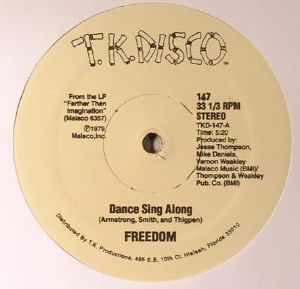 T.K. DISCO
TM
From the LP
"Farther Than
Imagination"
(Malaco 6357)
Ⓟ1979,
Malaco,Inc.
147
33 1/3 RPM
STEREO
TKD-147-A
Time: 5:20
Produced by:
Jesse Thompson,
Mike Daniels,
Vernon Weakley
Malaco Music (BMI)/
Thompson & Weakley
Pub. Co. (BMI)
Dance Sing Along
(Armstrong, Smith, and Thigpen)
FREEDOM
Distributed By T.K. Productions, 495 S.E. 10th Ct. Hialeah, Florida 33010